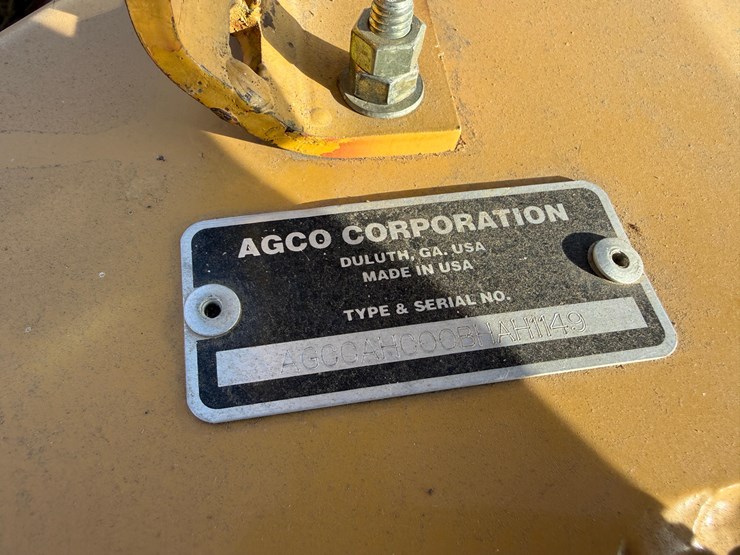 AGCO CORPORATION
DULUTH, GA. USA
MADE IN USA
TYPE & SERIAL NO.
AGCOAH000BHAH1149